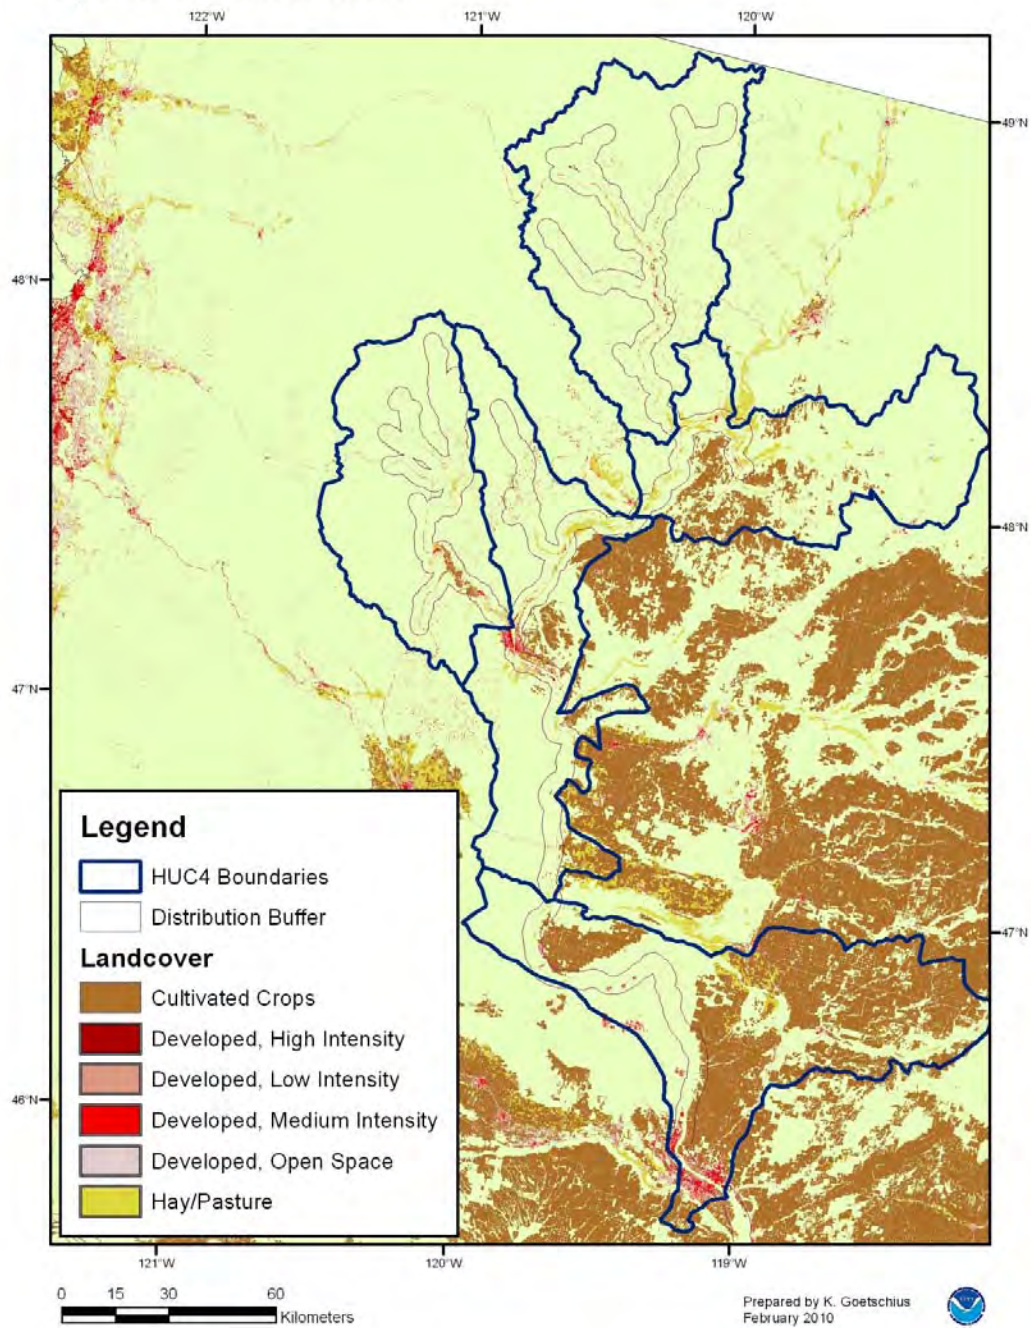 122°W 121°W 120°W
49°N
48°N
48°N
47°N
47°N
46°N
Legend
HUC4 Boundaries
Distribution Buffer
Landcover
Cultivated Crops
Developed, High Intensity
Developed, Low Intensity
Developed, Medium Intensity
Developed, Open Space
Hay/Pasture
121°W 120°W 119°W
0 15 30 60
Kilometers
Prepared by K. Goetschius
February 2010